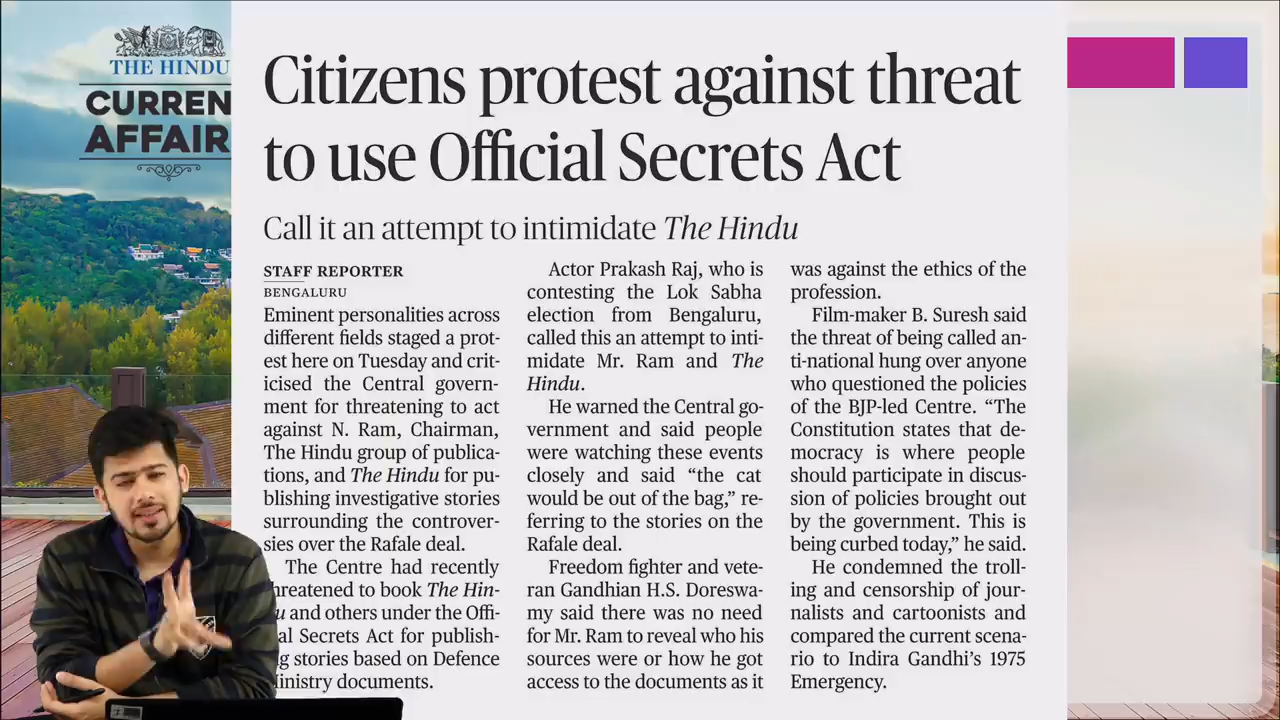 THE HINDU
CURREN
AFFAIR
Citizens protest against threat
to use Official Secrets Act
Call it an attempt to intimidate The Hindu
STAFF REPORTER
BENGALURU
Eminent personalities across
different fields staged a prot-
est here on Tuesday and crit-
icised the Central govern-
ment for threatening to act
against N. Ram, Chairman,
The Hindu group of publica-
tions, and The Hindu for pu-
blishing investigative stories
surrounding the controver-
sies over the Rafale deal.
The Centre had recently
hreatened to book The Hin-
u and others under the Offi-
al Secrets Act for publish-
g stories based on Defence
inistry documents.
Actor Prakash Raj, who is
contesting the Lok Sabha
election from Bengaluru,
called this an attempt to inti-
midate Mr. Ram and The
Hindu.
He warned the Central go-
vernment and said people
were watching these events
closely and said “the cat
would be out of the bag,” re-
ferring to the stories on the
Rafale deal.
Freedom fighter and vete-
ran Gandhian H.S. Doreswa-
my said there was no need
for Mr. Ram to reveal who his
sources were or how he got
access to the documents as it
was against the ethics of the
profession.
Film-maker B. Suresh said
the threat of being called an-
ti-national hung over anyone
who questioned the policies
of the BJP-led Centre. “The
Constitution states that de-
mocracy is where people
should participate in discus-
sion of policies brought out
by the government. This is
being curbed today,” he said.
He condemned the troll-
ing and censorship of jour-
nalists and cartoonists and
compared the current scena-
rio to Indira Gandhi’s 1975
Emergency.